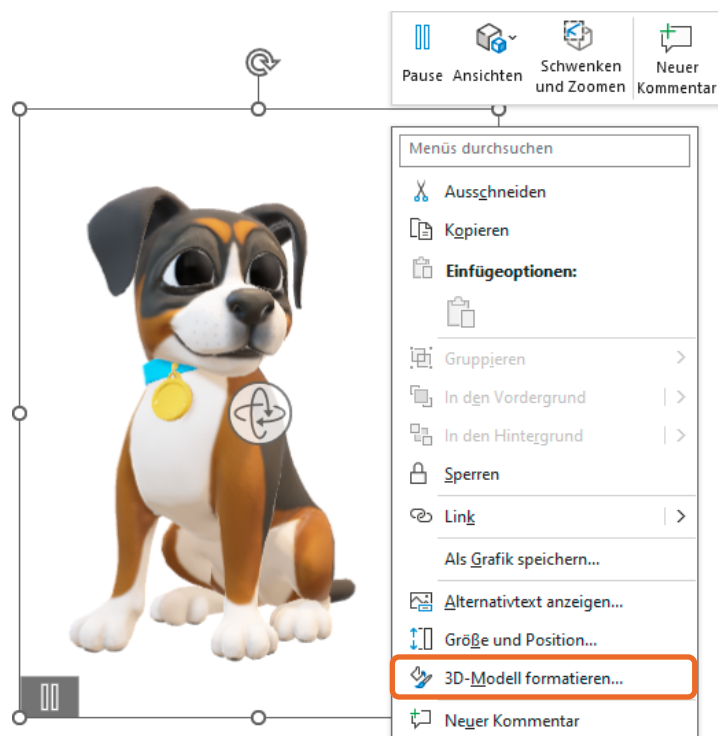 Pause
Ansichten
Schwenken
und Zoomen
Neuer
Kommentar
Menüs durchsuchen
Ausschneiden
Kopieren
Einfügeoptionen:
Gruppieren
In den Vordergrund
In den Hintergrund
Sperren
Link
Als Grafik speichern...
Alternativtext anzeigen...
Größe und Position...
3D-Modell formatieren...
Neuer Kommentar